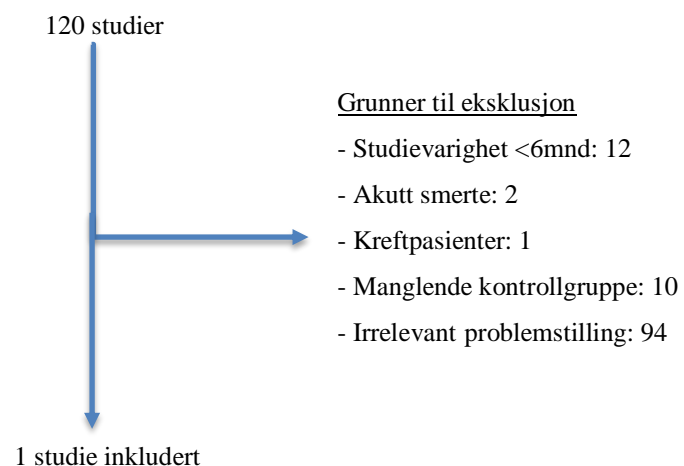 120 studier
Grunner til eksklusjon
- Studievarighet <6mnd: 12
- Akutt smerte: 2
- Kreftpasienter: 1
- Manglende kontrollgruppe: 10
- Irrelevant problemstilling: 94
1 studie inkludert